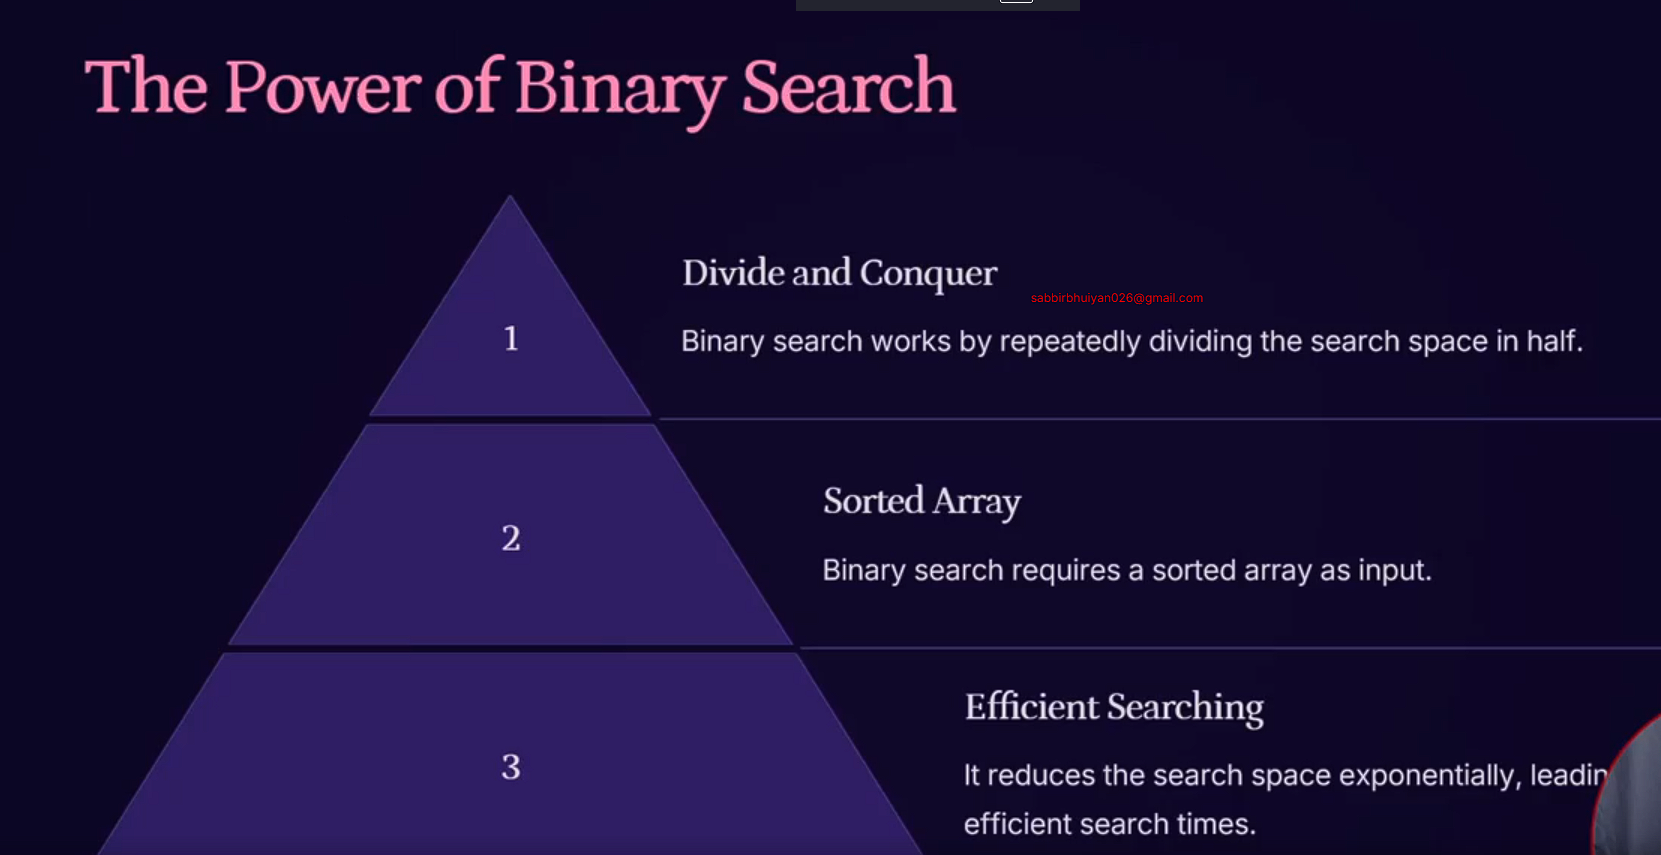 The Power of Binary Search
1
Divide and Conquer
sabbirbhuiyan026@gmail.com
Binary search works by repeatedly dividing the search space in half.
2
Sorted Array
Binary search requires a sorted array as input.
3
Efficient Searching
It reduces the search space exponentially,
efficient search times.